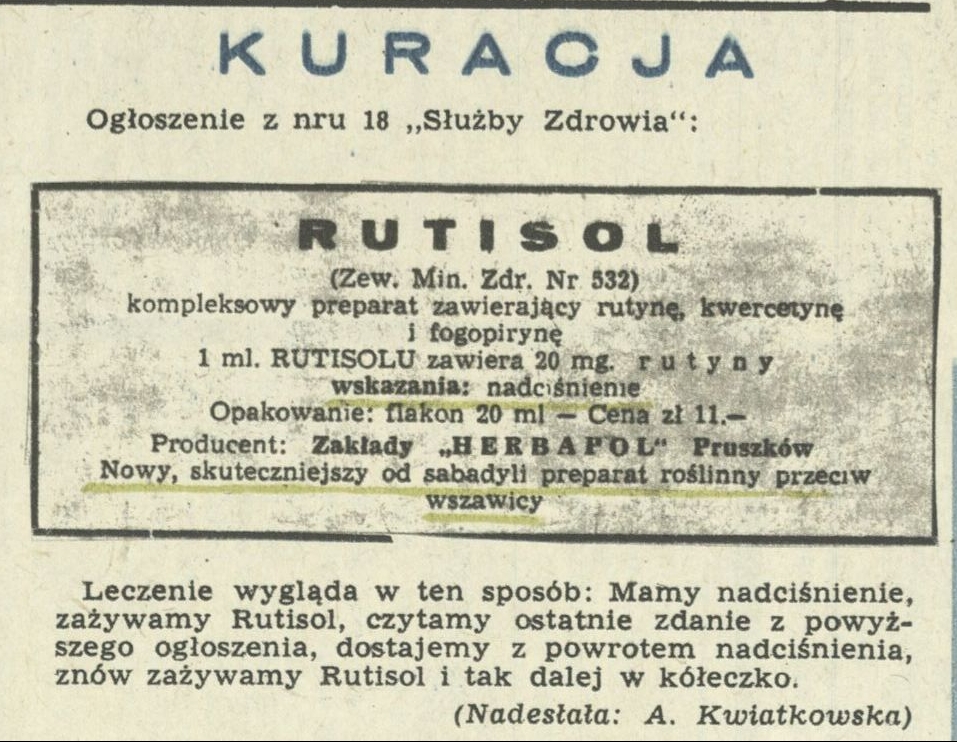 KURACJA
Ogłoszenie z nru 18 „Służby Zdrowia“:
RUTISOL
(Zew. Min. Zdr. Nr 532)
kompleksowy preparat zawierający rutynę, kwercetynę
i fogopirynę
1 ml. RUTISOLU zawiera 20 mg. rutyny
wskazania: nadciśnienie
Opakowanie: flakon 20 ml — Cena zł 11.—
Producent: Zakłady „HERBAPOL“ Pruszków
Nowy, skuteczniejszy od sabadyli preparat roślinny przeciw
wszawicy
Leczenie wygląda w ten sposób: Mamy nadciśnienie,
zażywamy Rutisol, czytamy ostatnie zdanie z powyż-
szego ogłoszenia, dostajemy z powrotem nadciśnienia,
znów zażywamy Rutisol i tak dalej w kółeczko.
(Nadesłała: A. Kwiatkowska)